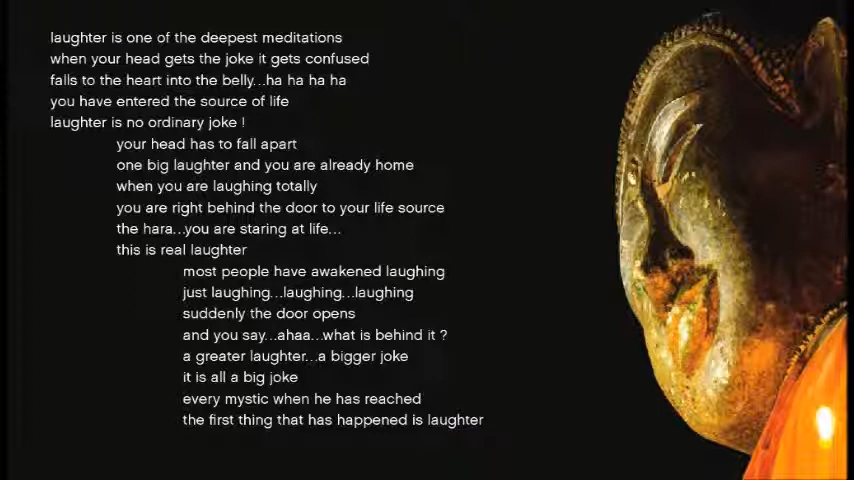 laughter is one of the deepest meditations
when your head gets the joke it gets confused
falls to the heart into the belly...ha ha ha ha
you have entered the source of life
laughter is no ordinary joke !
your head has to fall apart
one big laughter and you are already home
when you are laughing totally
you are right behind the door to your life source
the hara...you are staring at life...
this is real laughter
most people have awakened laughing
just laughing...laughing...laughing
suddenly the door opens
and you say...ahaa...what is behind it ?
a greater laughter...a bigger joke
it is all a big joke
every mystic when he has reached
the first thing that has happened is laughter